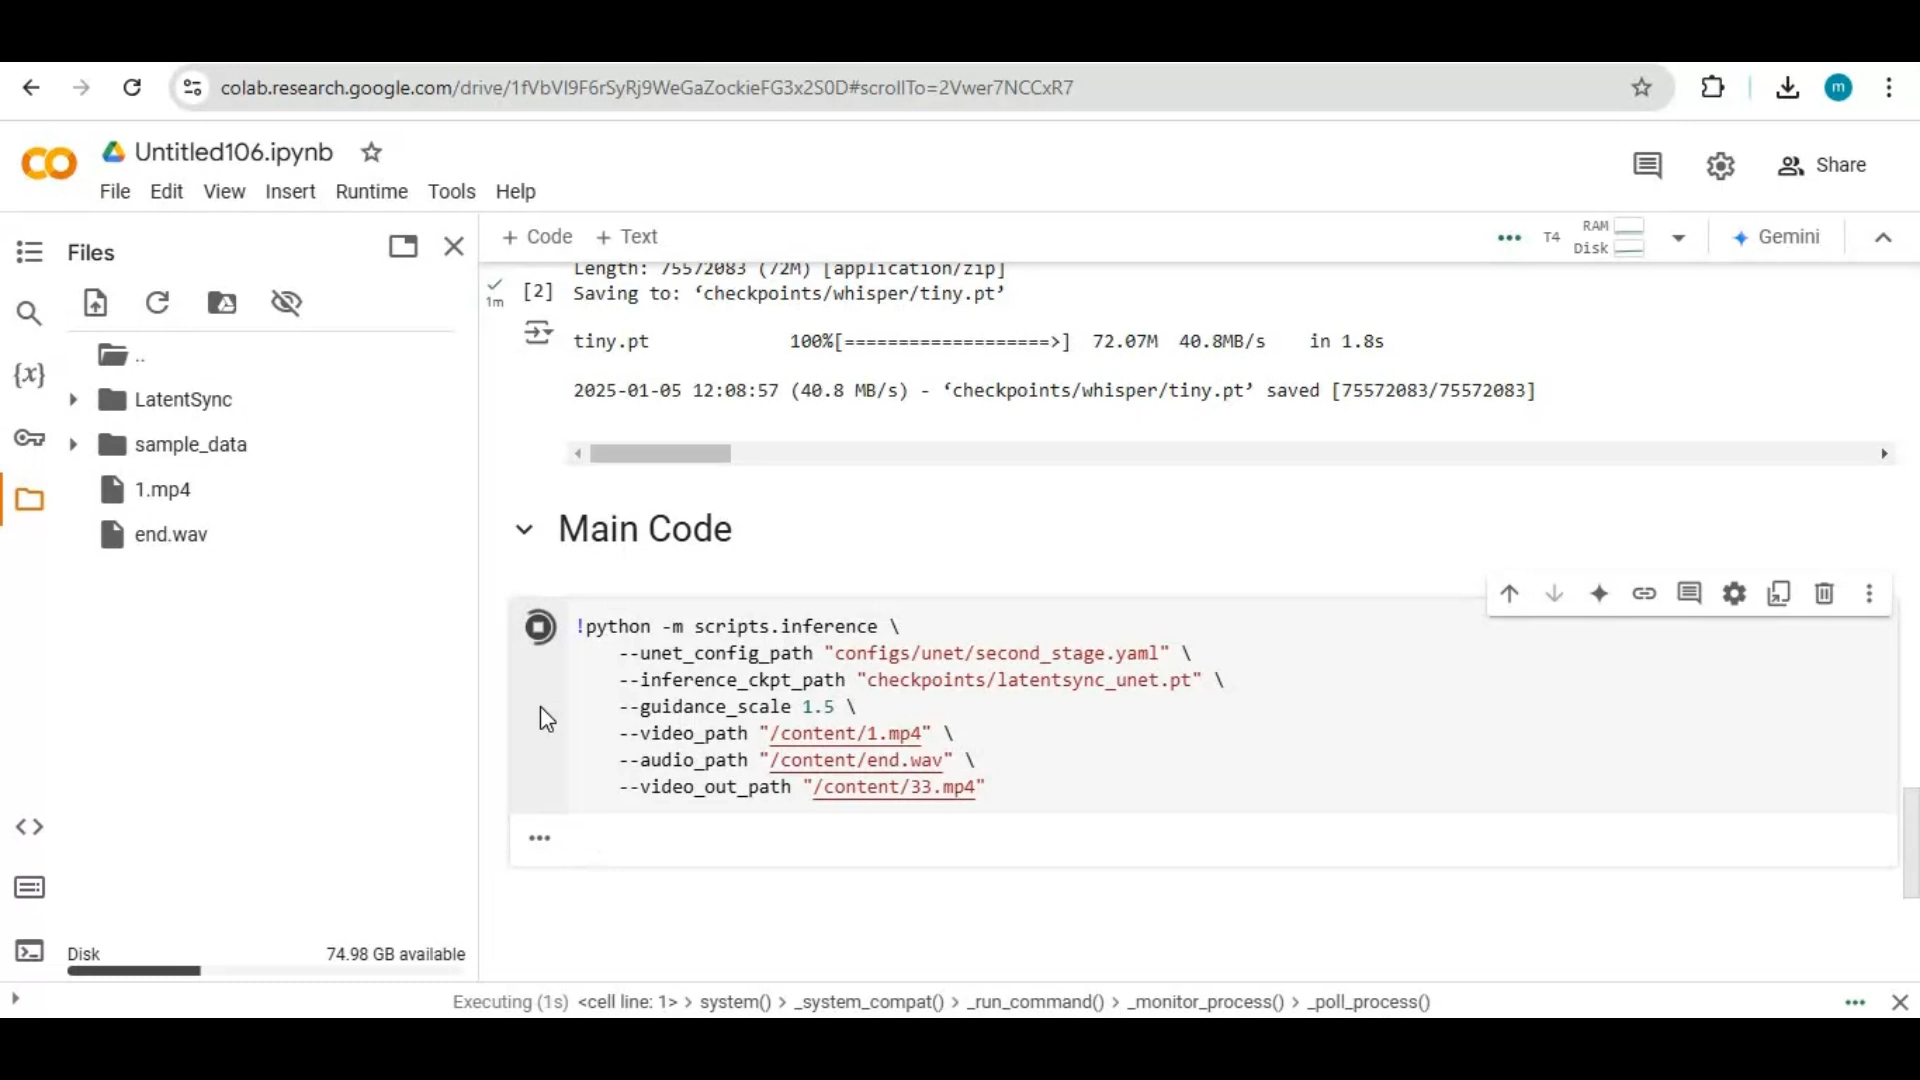 colab.research.google.com/drive/1fVbVI9F6rSyRj9WeGaZockieFG3x2S0D#scrollTo=2Vwer7NCCxR7
m
Untitled106.ipynb
Share
File Edit View Insert Runtime Tools Help
Files
+ Code + Text
T4
RAM
Disk
Gemini
..
LatentSync
sample_data
1.mp4
end.wav
{x}
Disk
74.98 GB available
1m
[2]
Length: 75572083 (72M) [application/zip]
Saving to: ‘checkpoints/whisper/tiny.pt’
tiny.pt 100%[===================>] 72.07M 40.8MB/s in 1.8s
2025-01-05 12:08:57 (40.8 MB/s) - ‘checkpoints/whisper/tiny.pt’ saved [75572083/75572083]
Main Code
!python -m scripts.inference \
--unet_config_path "configs/unet/second_stage.yaml" \
--inference_ckpt_path "checkpoints/latentsync_unet.pt" \
--guidance_scale 1.5 \
--video_path "/content/1.mp4" \
--audio_path "/content/end.wav" \
--video_out_path "/content/33.mp4"
Executing (1s) <cell line: 1> > system() > _system_compat() > _run_command() > _monitor_process() > _poll_process()